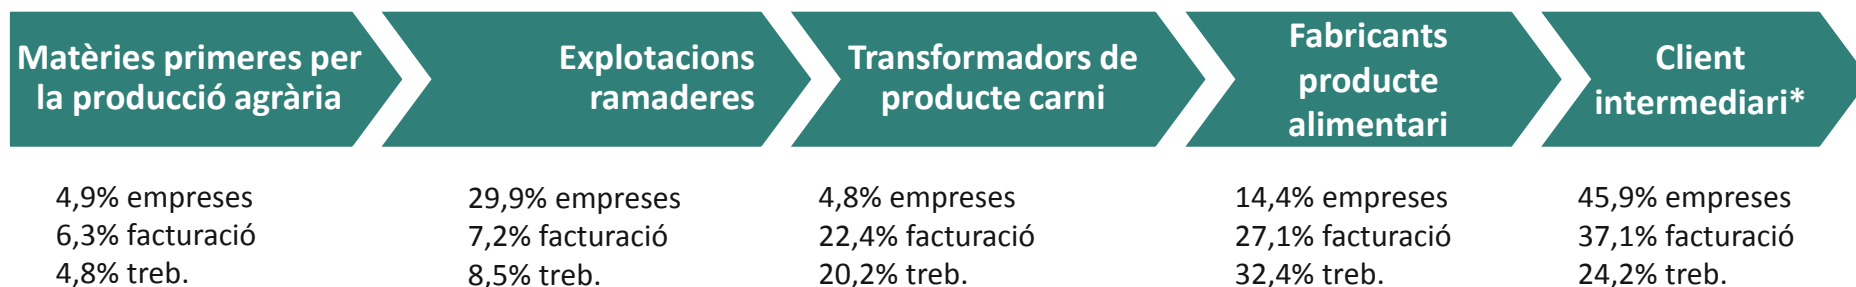 Matèries primeres per
la producció agrària
Explotacions
ramaderes
Transformadors de
producte carni
Fabricants
producte
alimentari
Client
intermediari*
4,9% empreses
6,3% facturació
4,8% treb.
29,9% empreses
7,2% facturació
8,5% treb.
4,8% empreses
22,4% facturació
20,2% treb.
14,4% empreses
27,1% facturació
32,4% treb.
45,9% empreses
37,1% facturació
24,2% treb.